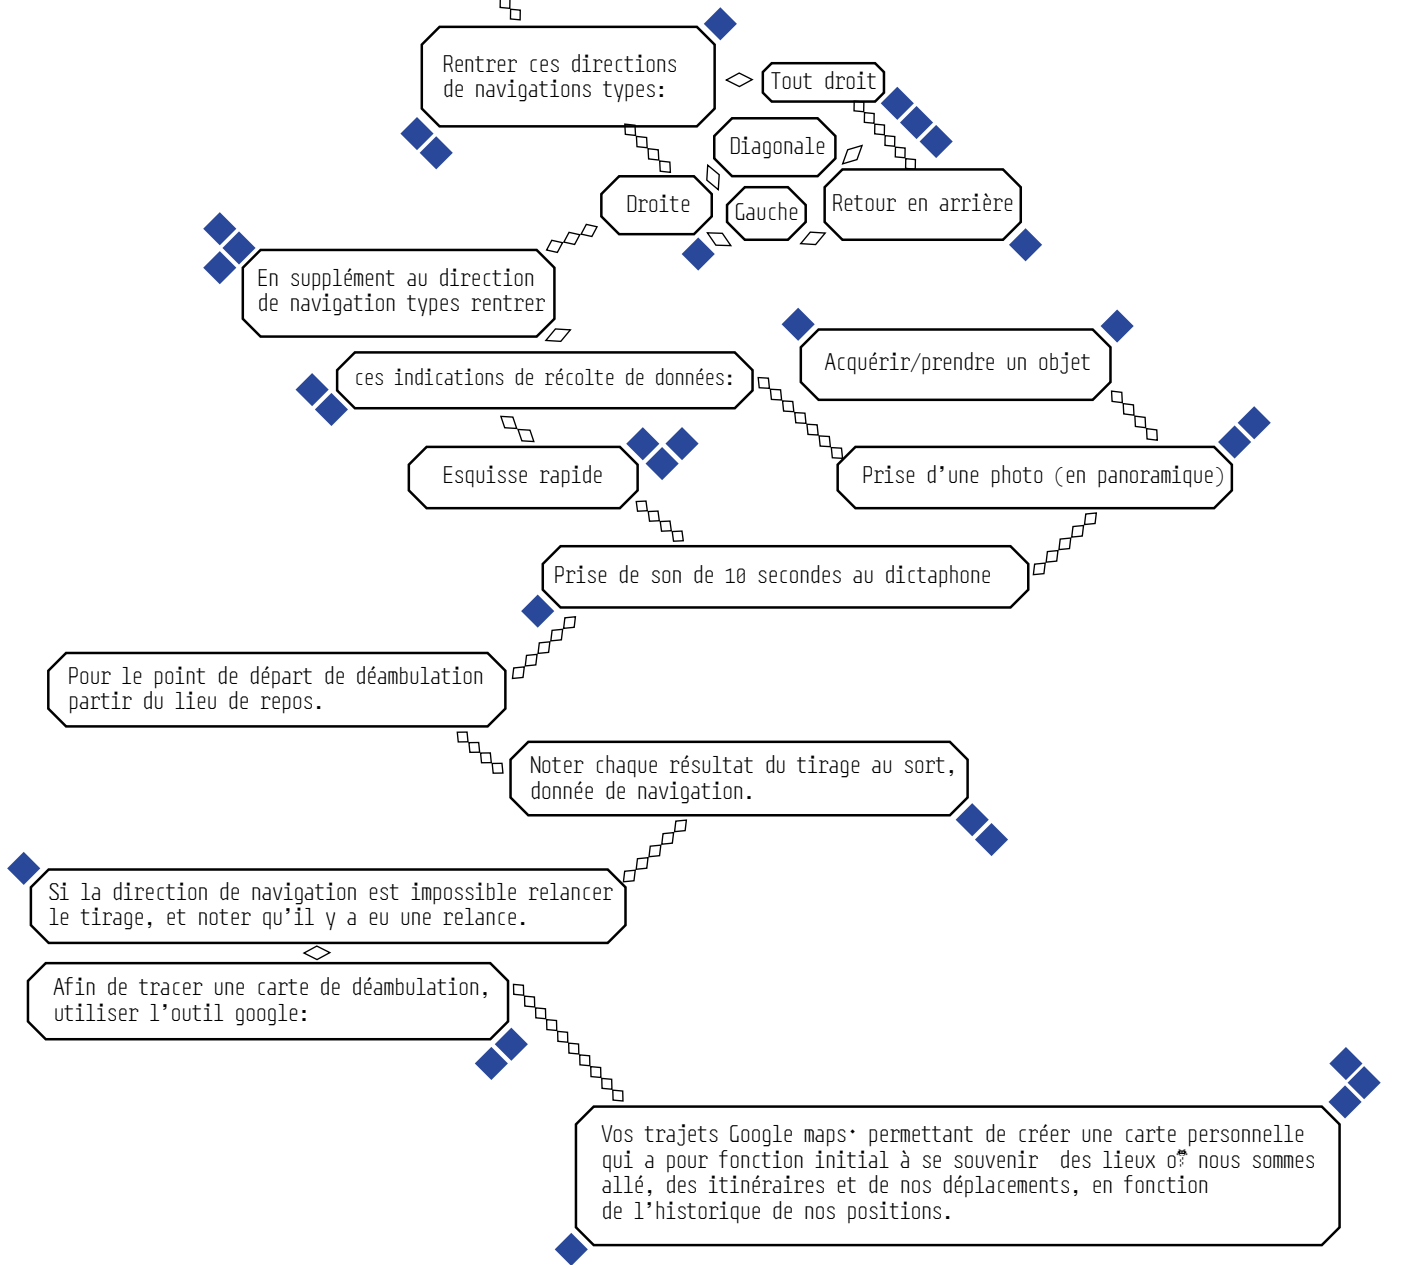 Rentrer ces directions
de navigations types:
Tout droit
Diagonale
Droite
Gauche
Retour en arrière
En supplément au direction
de navigation types rentrer
ces indications de récolte de données:
Acquérir/prendre un objet
Esquisse rapide
Prise d'une photo (en panoramique)
Prise de son de 10 secondes au dictaphone
Pour le point de départ de déambulation
partir du lieu de repos.
Noter chaque résultat du tirage au sort,
donnée de navigation.
Si la direction de navigation est impossible relancer
le tirage, et noter qu'il y a eu une relance.
Afin de tracer une carte de déambulation,
utiliser l'outil google:
Vos trajets Google maps· permettant de créer une carte personnelle
qui a pour fonction initial à se souvenir des lieux nous sommes
allé, des itinéraires et de nos déplacements, en fonction
de l'historique de nos positions.